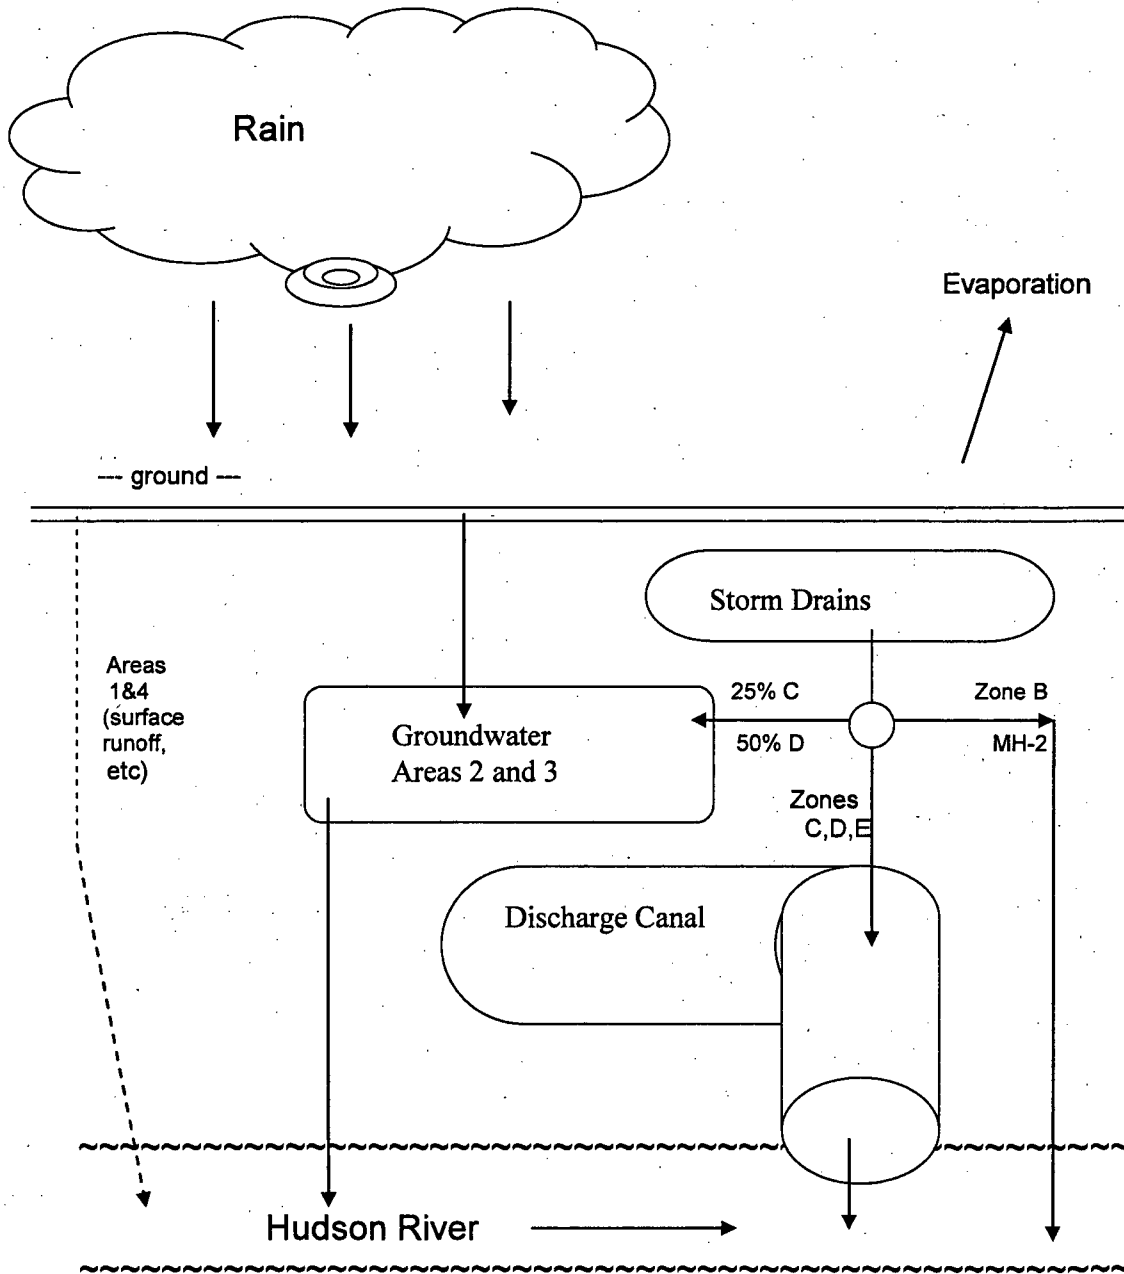 Rain
Evaporation
--- ground ---
Storm Drains
Areas
1&4
(surface
runoff,
etc)
25% C
Zone B
Groundwater
Areas 2 and 3
50% D
MH-2
Zones
C,D,E
Discharge Canal
Hudson River